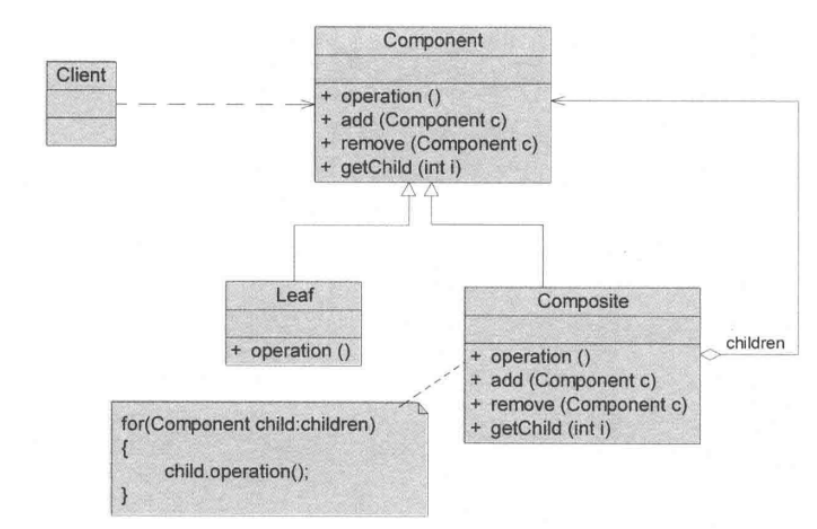 Component
Client
+ operation ()
+ add (Component c)
+ remove (Component c)
+ getChild (int i)
Leaf
+ operation ()
Composite
+ operation ()
+ add (Component c)
+ remove (Component c)
+ getChild (int i)
children
for(Component child:children)
{
child.operation();
}